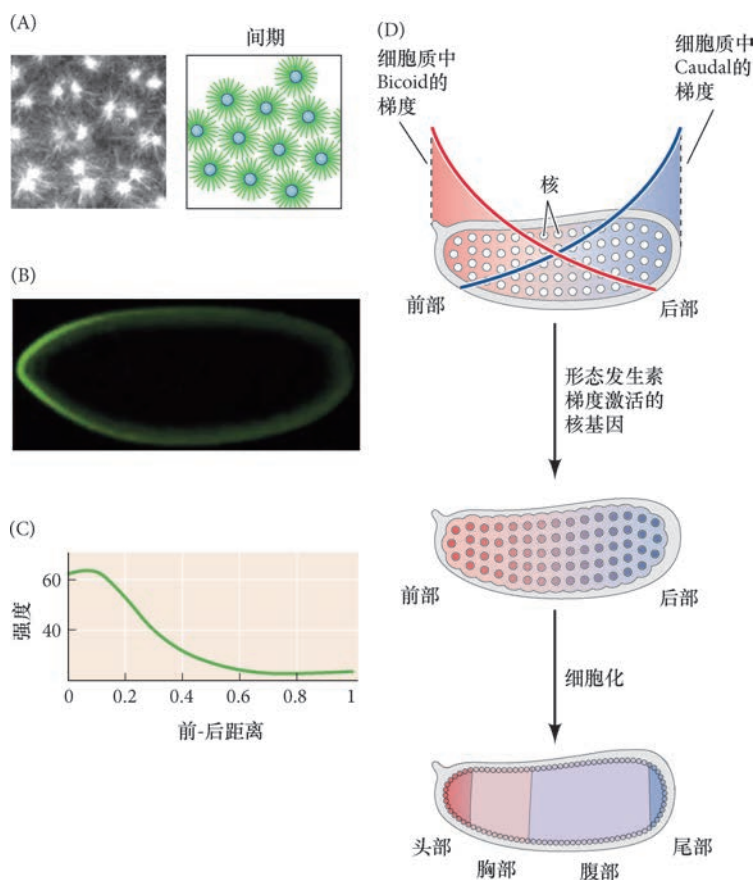 (A)
间期
(B)
(C)
强度
60
40
0
0.2
0.4
0.6
0.8
1
前-后距离
(D)
细胞质中
Bicoid的
梯度
细胞质中
Caudal的
梯度
核
前部
后部
形态发生素
梯度激活的
核基因
前部
后部
细胞化
头部
胸部
腹部
尾部